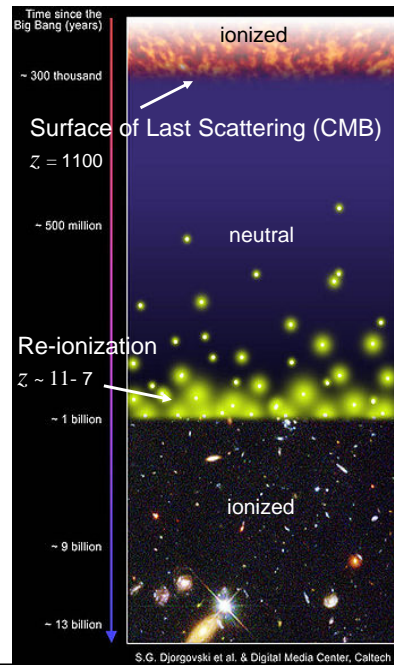 Time since the
Big Bang (years)
ionized
~ 300 thousand
Surface of Last Scattering (CMB)
z = 1100
~ 500 million
neutral
Re-ionization
z ~ 11- 7
~ 1 billion
ionized
~ 9 billion
~ 13 billion
S.G. Djorgovski et al. & Digital Media Center, Caltech